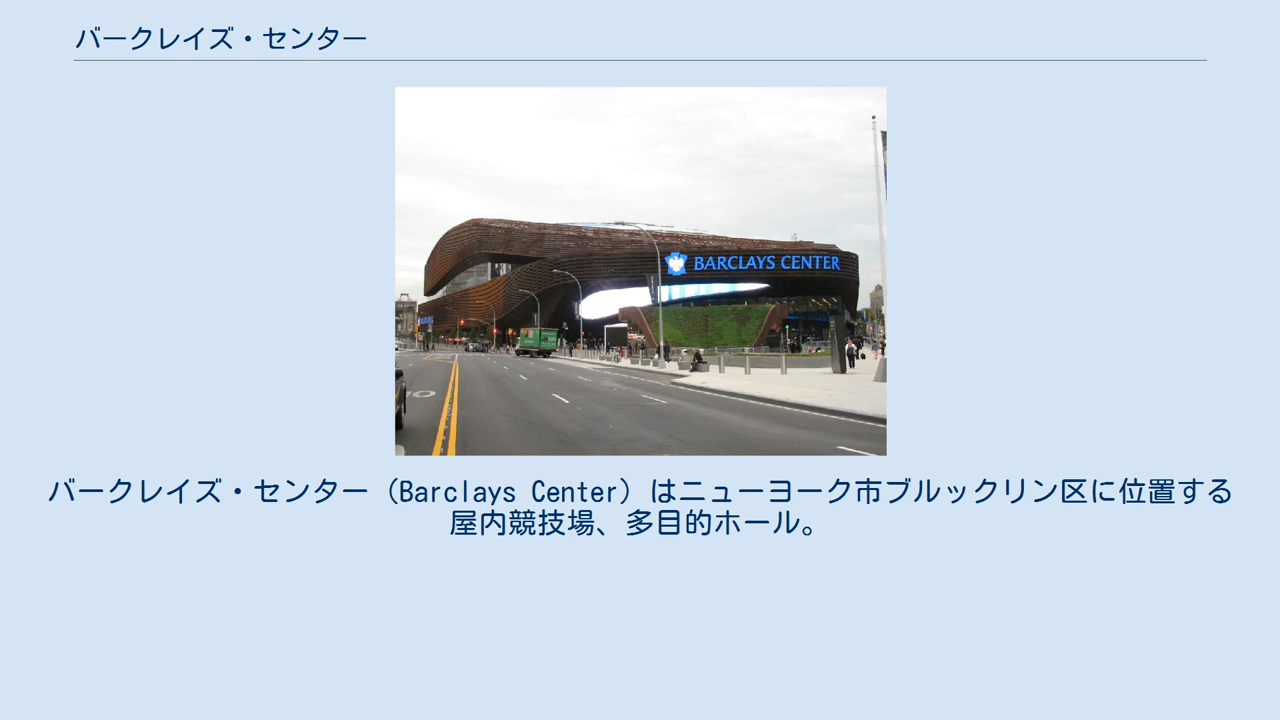 バークレイズ・センター
BARCLAYS CENTER
バークレイズ・センター（Barclays Center）はニューヨーク市ブルックリン区に位置する
屋内競技場、多目的ホール。